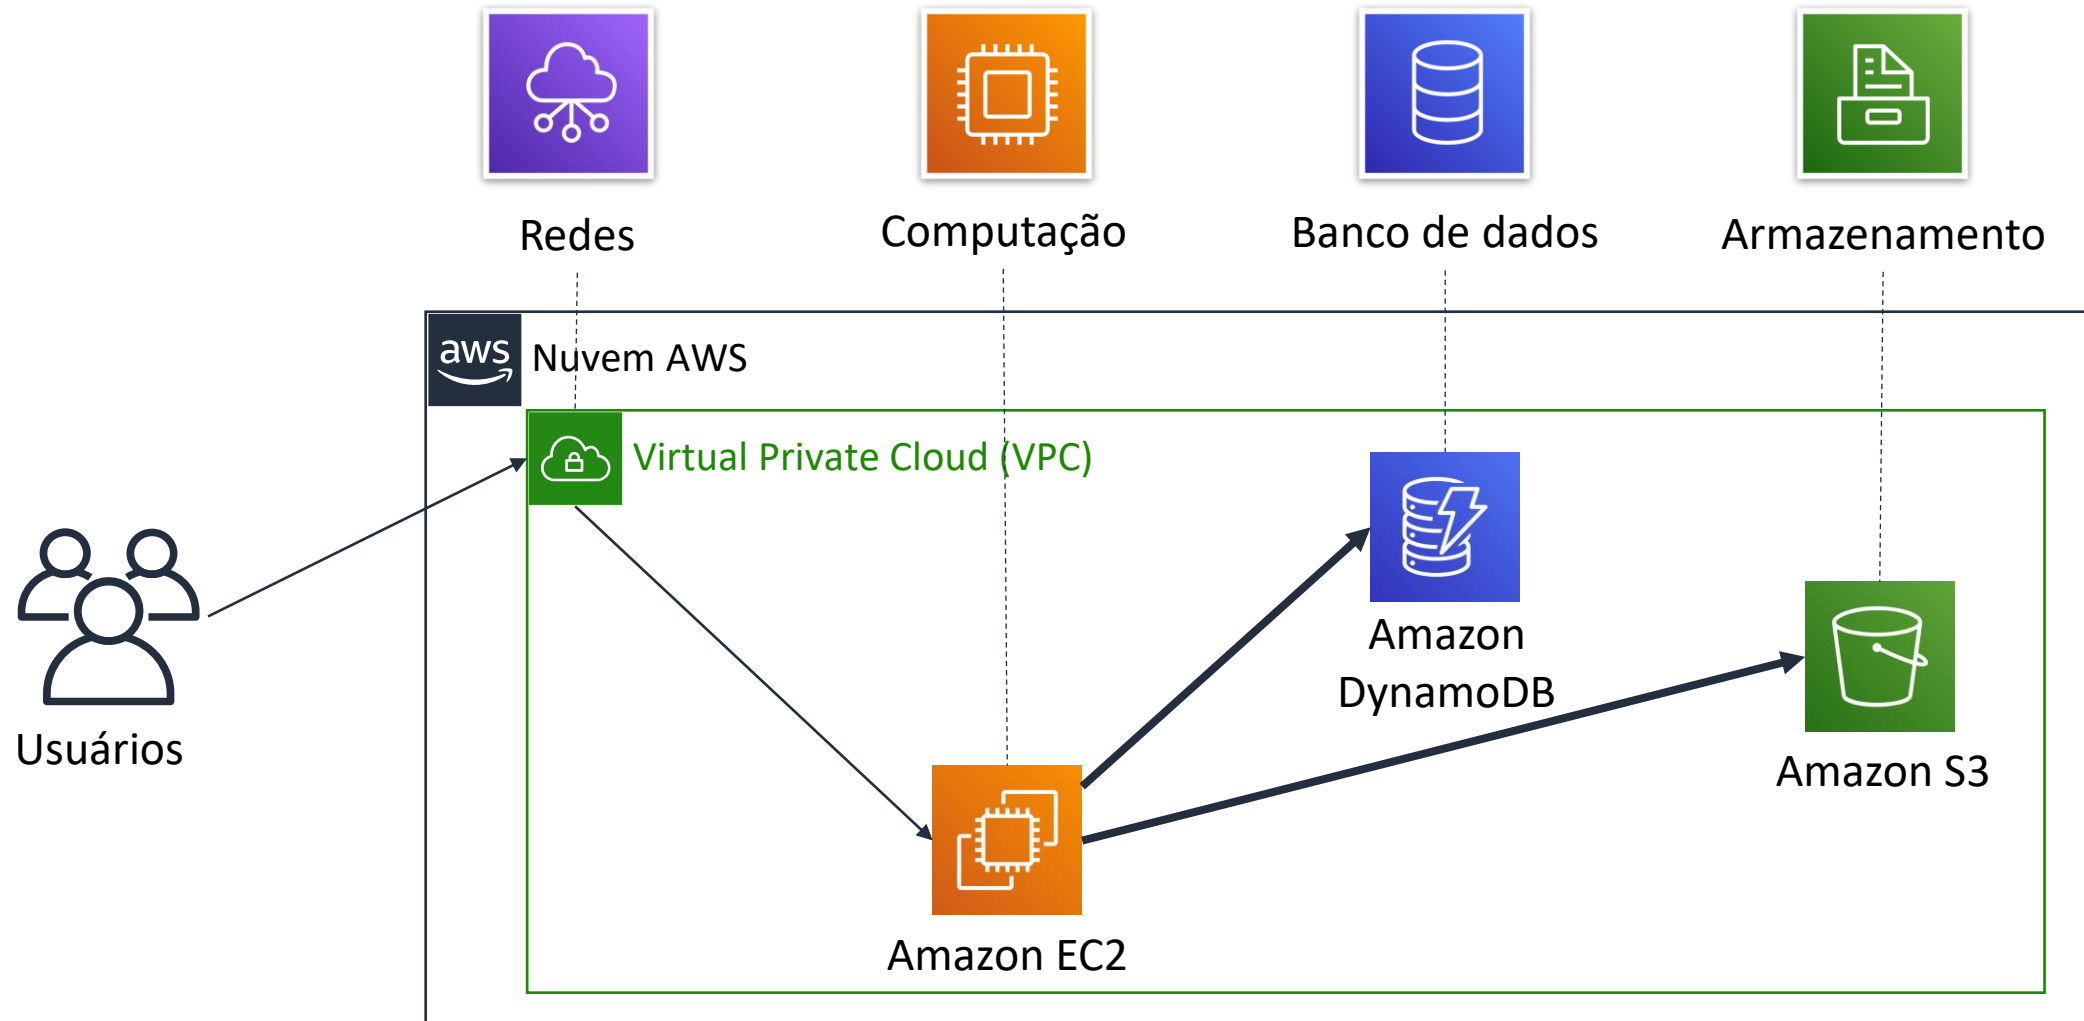 Redes
Computação
Banco de dados
Armazenamento
aws
Nuvem AWS
Virtual Private Cloud (VPC)
Usuários
Amazon
DynamoDB
Amazon S3
Amazon EC2